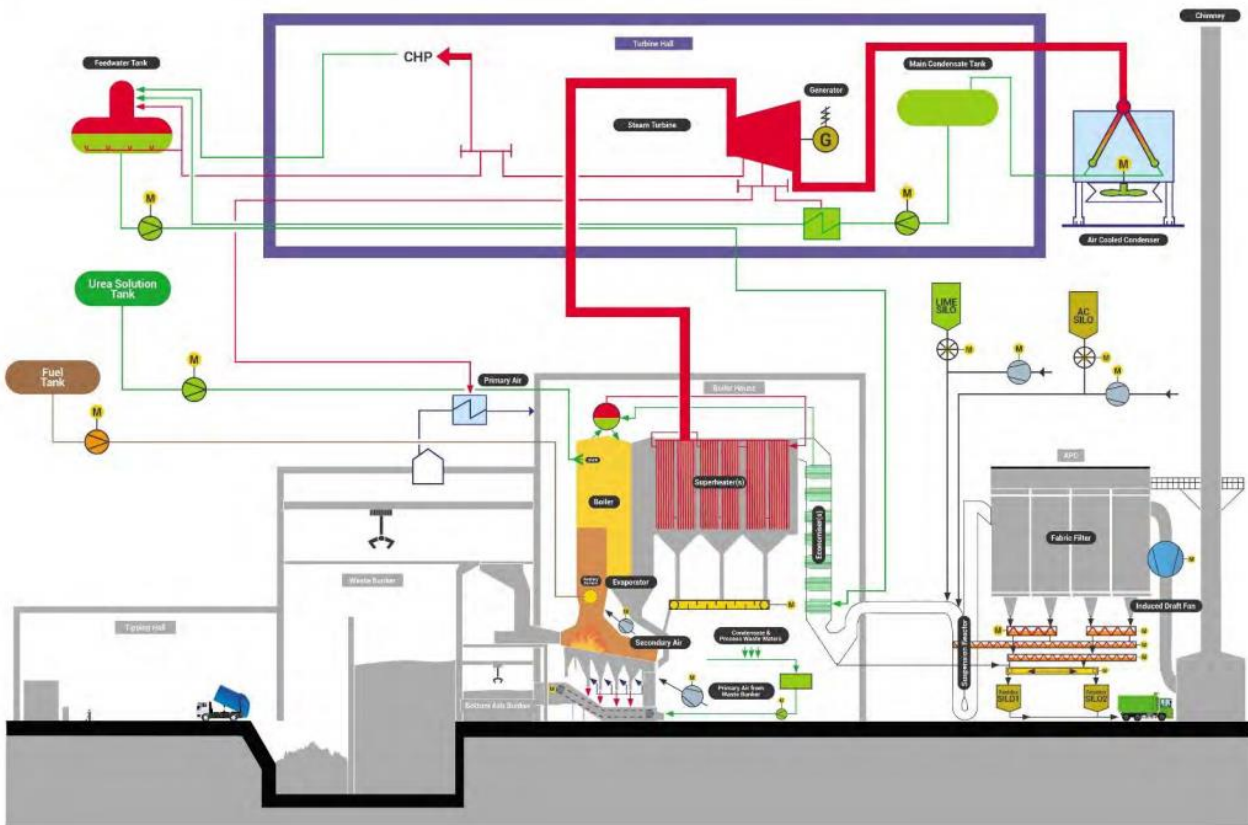 Chimney
Turbine Hall
Feedwater Tank
CHP
Main Condensate Tank
Generator
Steam Turbine
G
M
M
M
Air Cooled Condenser
Urea Solution
Tank
LIME
SILO
AC
SILO
M
M
M
M
M
Fuel
Tank
M
Primary Air
Boiler House
APC
Superheater(s)
Boiler
Economiser(s)
Fabric Filter
Waste Bunker
Evaporator
M
M
Induced Draft Fan
Tipping Hall
Secondary Air
Condensate &
Process Waste Waters
Suspension Reactor
Primary Air from
Waste Bunker
Bottom Ash Bunker
SILO1
SILO2